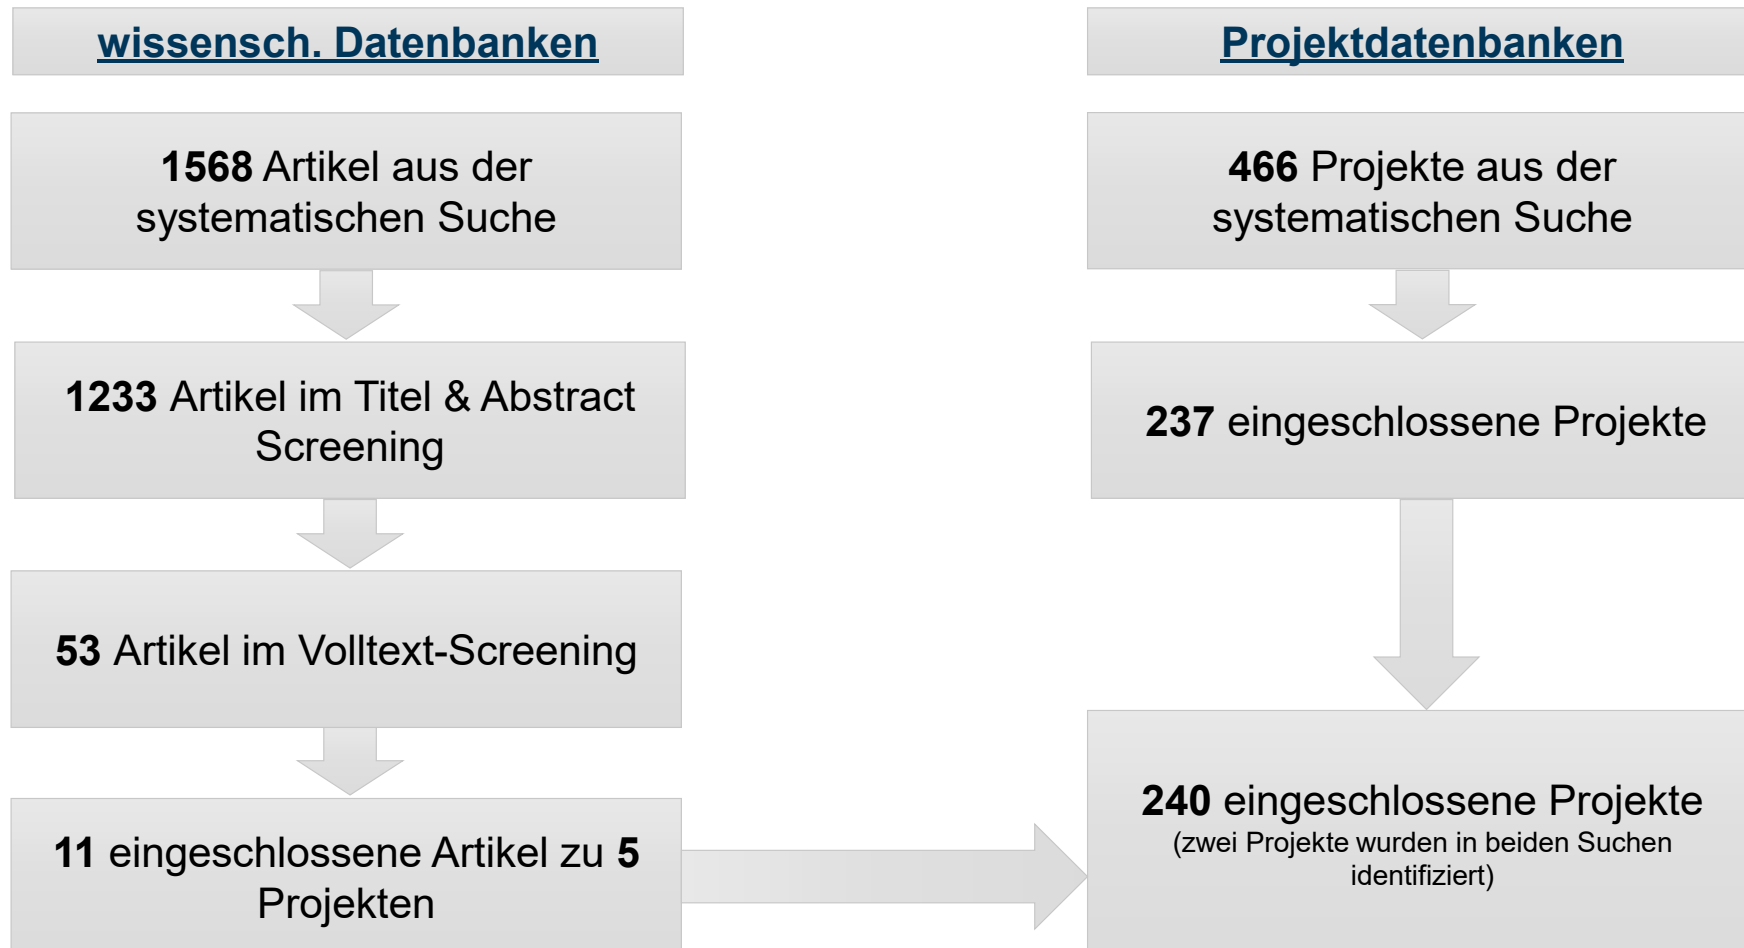 wissensch. Datenbanken
1568 Artikel aus der
systematischen Suche
1233 Artikel im Titel & Abstract
Screening
53 Artikel im Volltext-Screening
11 eingeschlossene Artikel zu 5
Projekten
Projektdatenbanken
466 Projekte aus der
systematischen Suche
237 eingeschlossene Projekte
240 eingeschlossene Projekte
(zwei Projekte wurden in beiden Suchen
identifiziert)